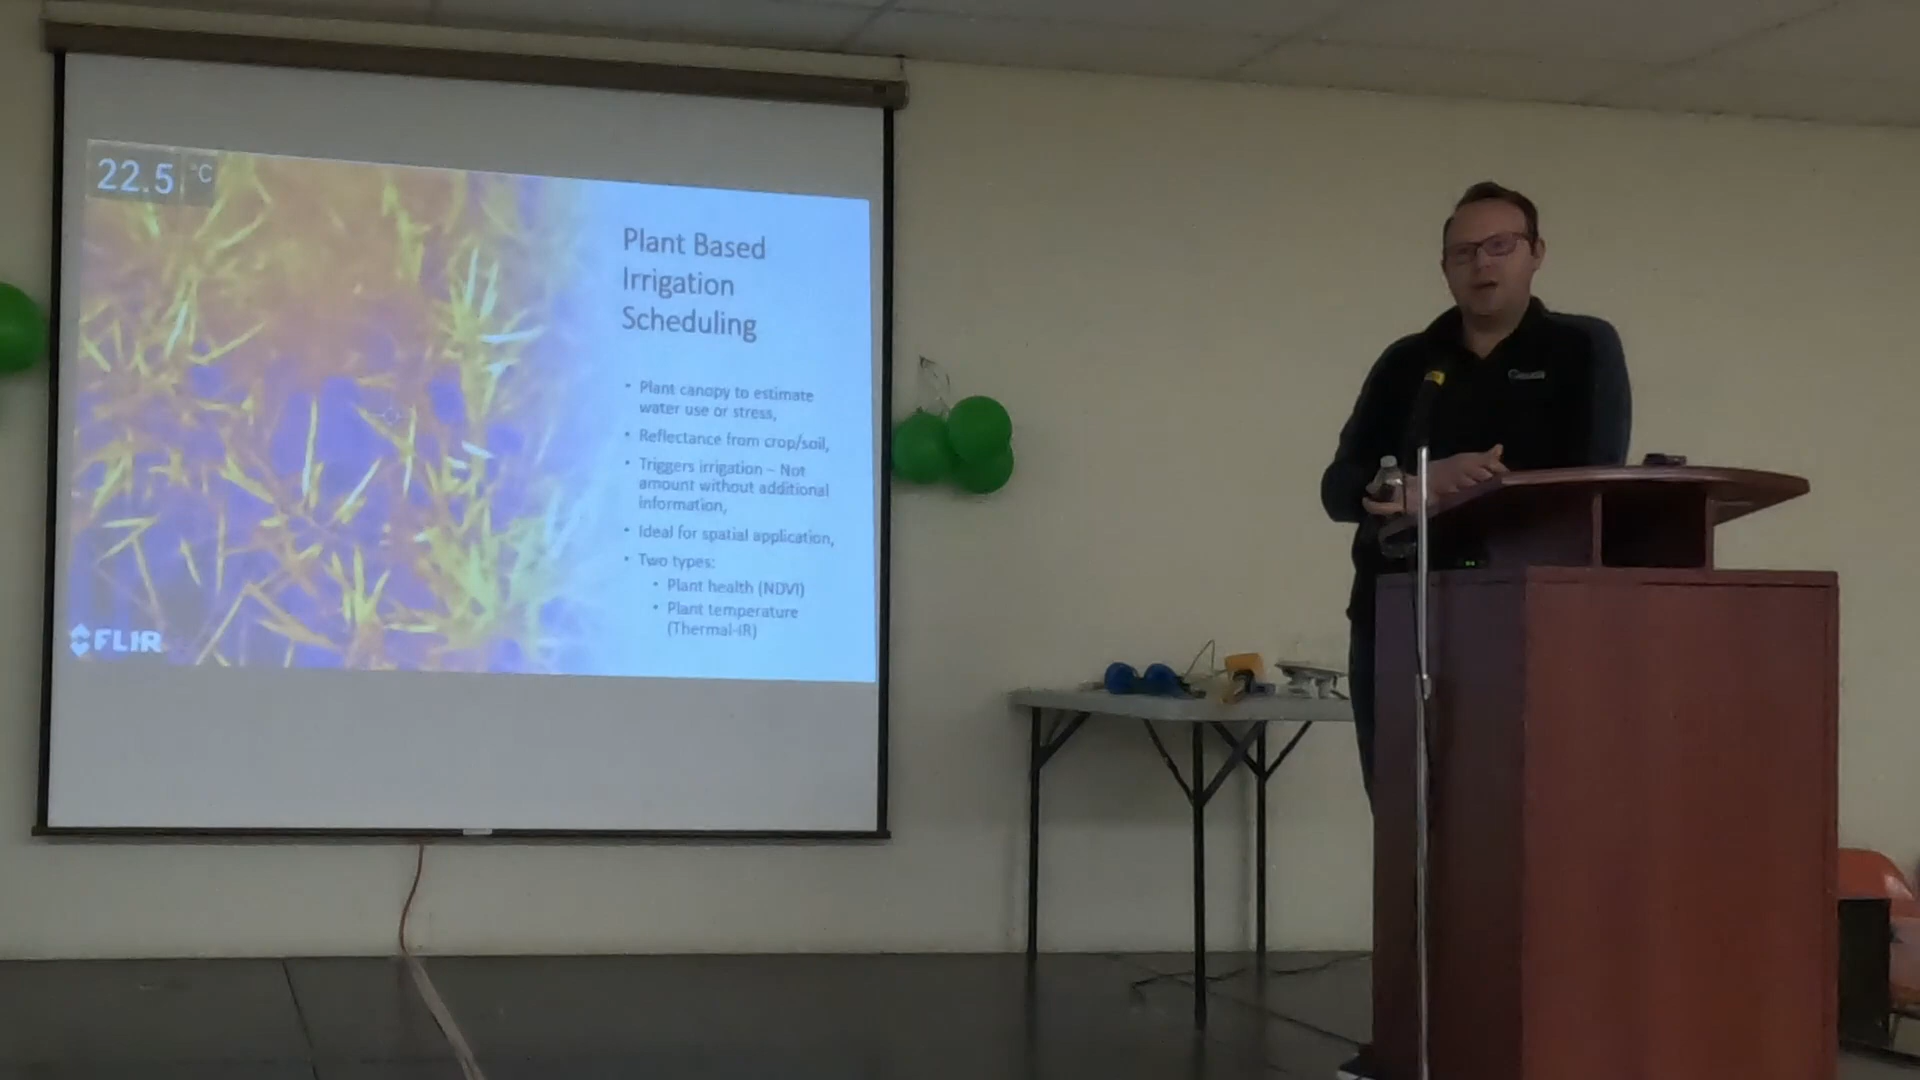 22.5 °C
Plant Based
Irrigation
Scheduling
• Plant canopy to estimate
water use or stress,
• Reflectance from crop/soil,
• Triggers irrigation – Not
amount without additional
information,
• Ideal for spatial application,
• Two types:
• Plant health (NDVI)
• Plant temperature
(Thermal-IR)
FLIR